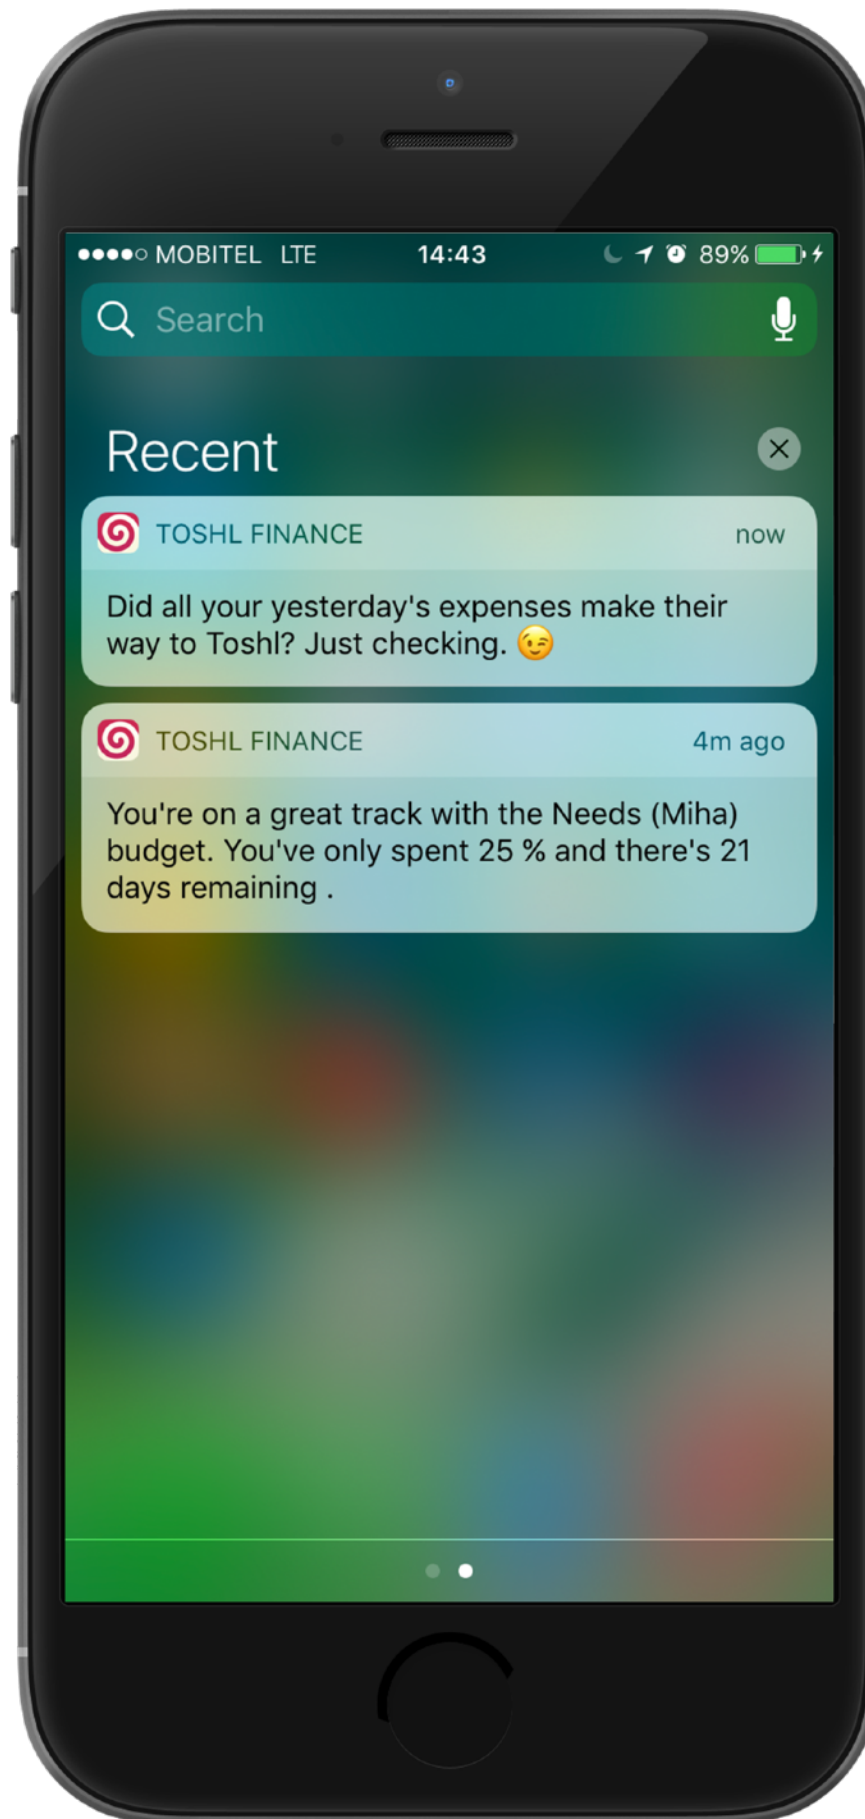 MOBITEL LTE 14:43 89%
Search
Recent
TOSHL FINANCE now
Did all your yesterday's expenses make their
way to Toshl? Just checking. 😉
TOSHL FINANCE 4m ago
You're on a great track with the Needs (Miha)
budget. You've only spent 25 % and there's 21
days remaining .